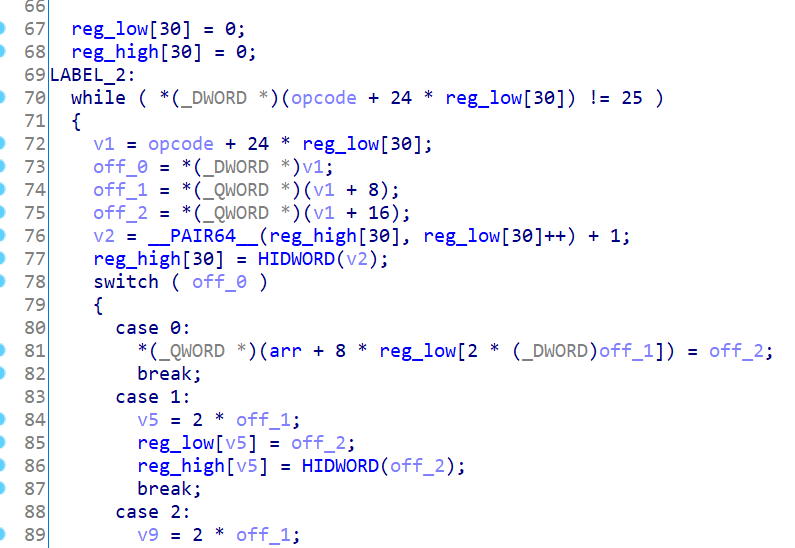 66
67 reg_low[30] = 0;
68 reg_high[30] = 0;
69 LABEL_2:
70 while ( *(_DWORD *)(opcode + 24 * reg_low[30]) != 25 )
71 {
72 v1 = opcode + 24 * reg_low[30];
73 off_0 = *(_DWORD *)v1;
74 off_1 = *(_QWORD *)(v1 + 8);
75 off_2 = *(_QWORD *)(v1 + 16);
76 v2 = __PAIR64__(reg_high[30], reg_low[30]++) + 1;
77 reg_high[30] = HIDWORD(v2);
78 switch ( off_0 )
79 {
80 case 0:
81 *(_QWORD *)(arr + 8 * reg_low[2 * (_DWORD)off_1]) = off_2;
82 break;
83 case 1:
84 v5 = 2 * off_1;
85 reg_low[v5] = off_2;
86 reg_high[v5] = HIDWORD(off_2);
87 break;
88 case 2:
89 v9 = 2 * off_1;